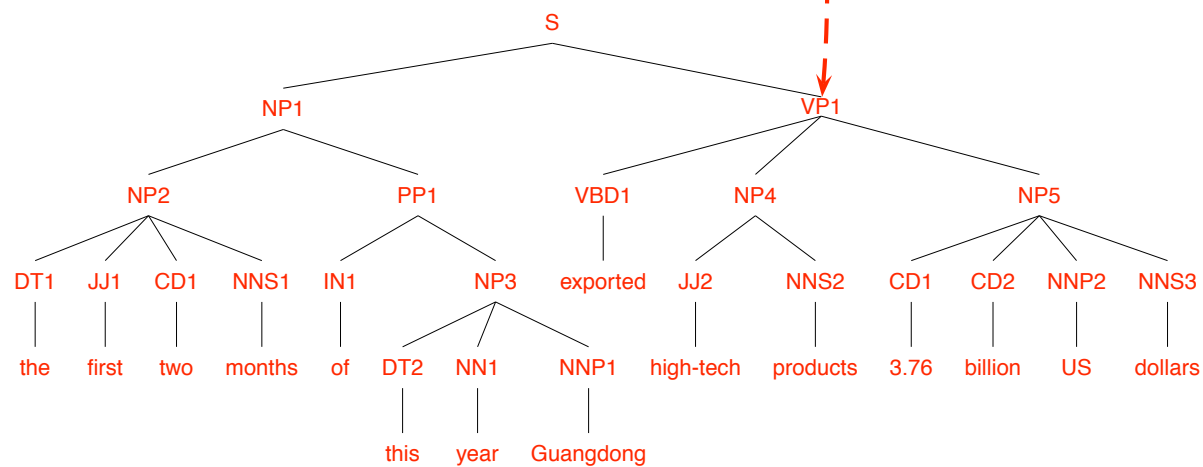 S
NP1 VP1
NP2 PP1 VBD1 NP4 NP5
DT1 JJ1 CD1 NNS1 IN1 NP3 exported JJ2 NNS2 CD1 CD2 NNP2 NNS3
the first two months of DT2 NN1 NNP1 high-tech products 3.76 billion US dollars
this year Guangdong